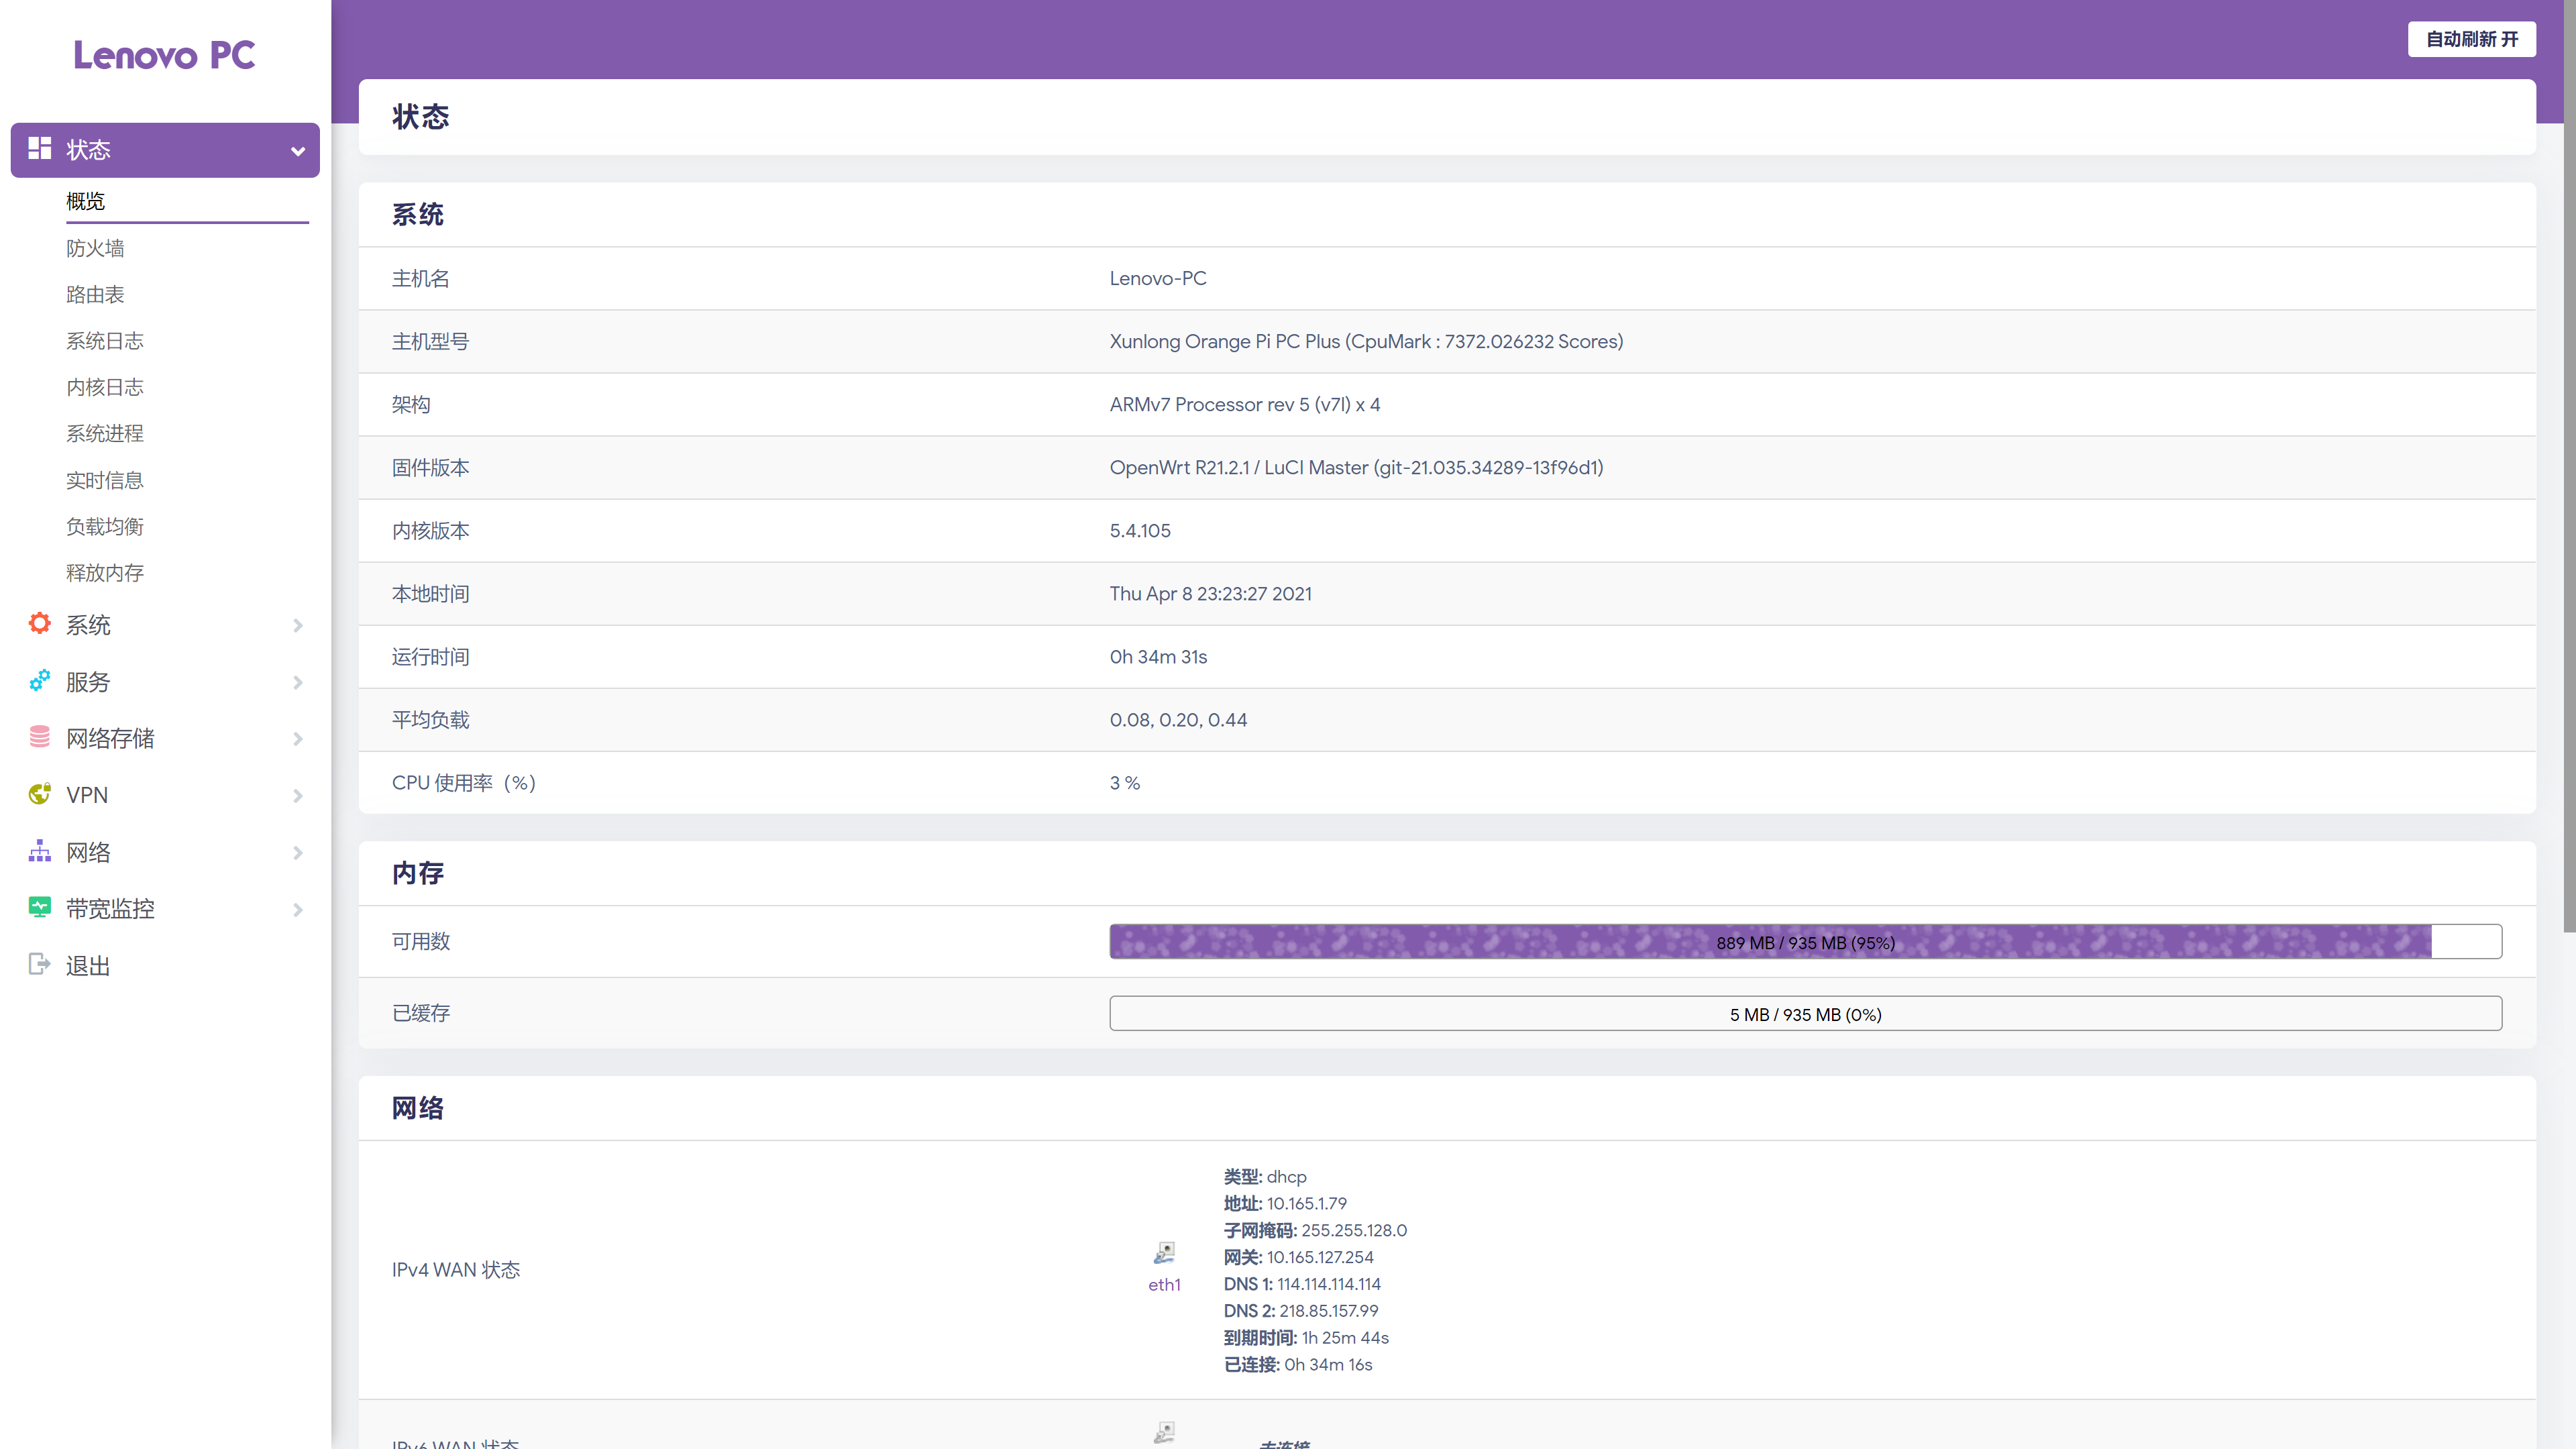 Lenovo PC
状态
概览
防火墙
路由表
系统日志
内核日志
系统进程
实时信息
负载均衡
释放内存
系统
服务
网络存储
VPN
网络
带宽监控
退出
自动刷新 开
状态
系统
主机名 Lenovo-PC
主机型号 Xunlong Orange Pi PC Plus (CpuMark : 7372.026232 Scores)
架构 ARMv7 Processor rev 5 (v7l) x 4
固件版本 OpenWrt R21.2.1 / LuCI Master (git-21.035.34289-13f96d1)
内核版本 5.4.105
本地时间 Thu Apr 8 23:23:27 2021
运行时间 0h 34m 31s
平均负载 0.08, 0.20, 0.44
CPU 使用率（%） 3 %
内存
可用数 889 MB / 935 MB (95%)
已缓存 5 MB / 935 MB (0%)
网络
IPv4 WAN 状态
eth1
类型: dhcp
地址: 10.165.1.79
子网掩码: 255.255.128.0
网关: 10.165.127.254
DNS 1: 114.114.114.114
DNS 2: 218.85.157.99
到期时间: 1h 25m 44s
已连接: 0h 34m 16s
IPv6 WAN 状态
未连接